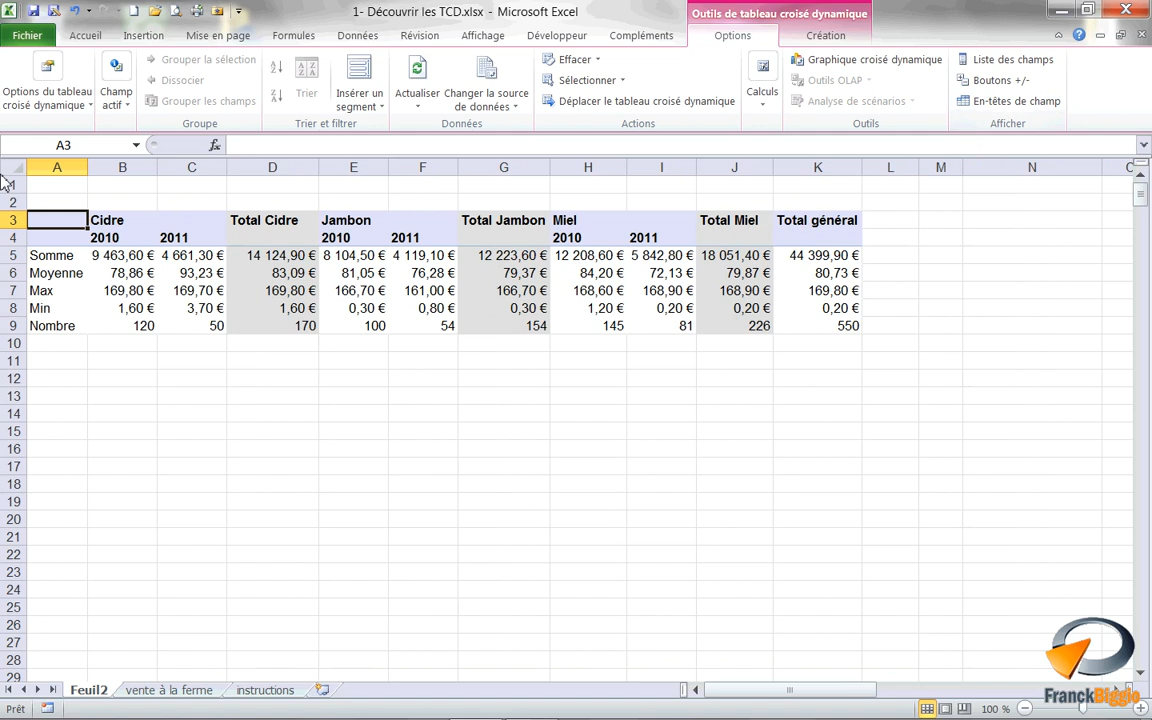 1- Découvrir les TCD.xlsx - Microsoft Excel
Outils de tableau croisé dynamique
Fichier Accueil Insertion Mise en page Formules Données Révision Affichage Développeur Compléments Options Création
Options du tableau croisé dynamique
Champ actif
Grouper la sélection
Dissocier
Grouper les champs
Groupe
Trier
Insérer un segment
Trier et filtrer
Actualiser
Changer la source de données
Données
Effacer
Sélectionner
Déplacer le tableau croisé dynamique
Actions
Calculs
Graphique croisé dynamique
Outils OLAP
Analyse de scénarios
Outils
Liste des champs
Boutons +/-
En-têtes de champ
Afficher
A3 fx
A B C D E F G H I J K L M N
1
2
3 Cidre Total Cidre Jambon Total Jambon Miel Total Miel Total général
4 2010 2011 2010 2011 2010 2011
5 Somme 9 463,60 € 4 661,30 € 14 124,90 € 8 104,50 € 4 119,10 € 12 223,60 € 12 208,60 € 5 842,80 € 18 051,40 € 44 399,90 €
6 Moyenne 78,86 € 93,23 € 83,09 € 81,05 € 76,28 € 79,37 € 84,20 € 72,13 € 79,87 € 80,73 €
7 Max 169,80 € 169,70 € 169,80 € 166,70 € 161,00 € 166,70 € 168,60 € 168,90 € 168,90 € 169,80 €
8 Min 1,60 € 3,70 € 1,60 € 0,30 € 0,80 € 0,30 € 1,20 € 0,20 € 0,20 € 0,20 €
9 Nombre 120 50 170 100 54 154 145 81 226 550
10
11
12
13
14
15
16
17
18
19
20
21
22
23
24
25
26
27
28
29
Feuil2 vente à la ferme instructions
FranckBiggio
Prêt 100 %